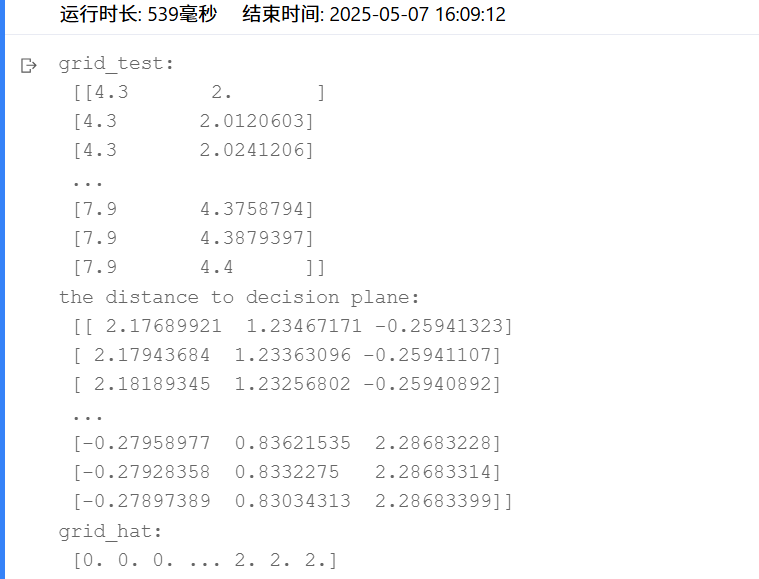 运行时长: 539毫秒 结束时间: 2025-05-07 16:09:12
grid_test:
[[4.3       2.       ]
[4.3       2.0120603]
[4.3       2.0241206]
...
[7.9       4.3758794]
[7.9       4.3879397]
[7.9       4.4      ]]
the distance to decision plane:
[[ 2.17689921  1.23467171 -0.25941323]
[ 2.17943684  1.23363096 -0.25941107]
[ 2.18189345  1.23256802 -0.25940892]
...
[-0.27958977  0.83621535  2.28683228]
[-0.27928358  0.8332275   2.28683314]
[-0.27897389  0.83034313  2.28683399]]
grid_hat:
[0. 0. 0. ... 2. 2. 2.]